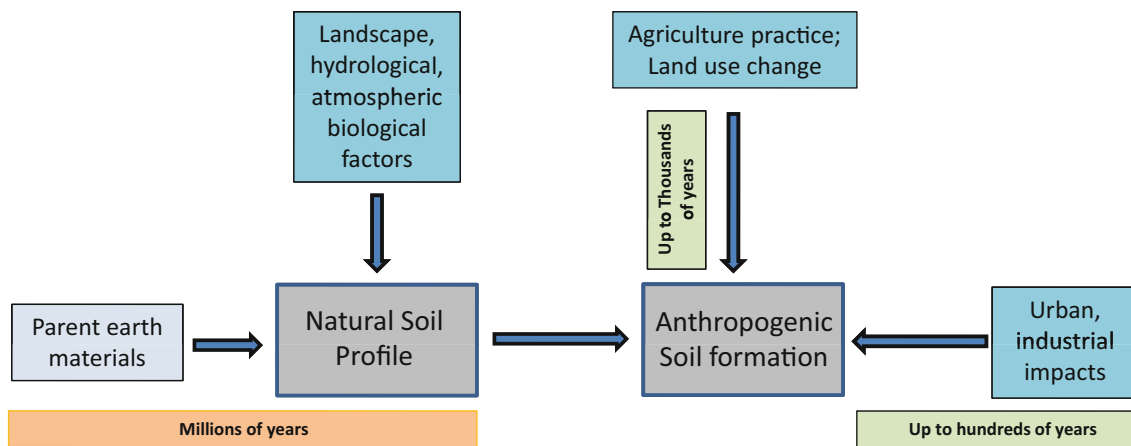 Landscape,
hydrological,
atmospheric
biological
factors
Agriculture practice;
Land use change
Up to Thousands
of years
Parent earth
materials
Natural Soil
Profile
Anthropogenic
Soil formation
Urban,
industrial
impacts
Millions of years
Up to hundreds of years